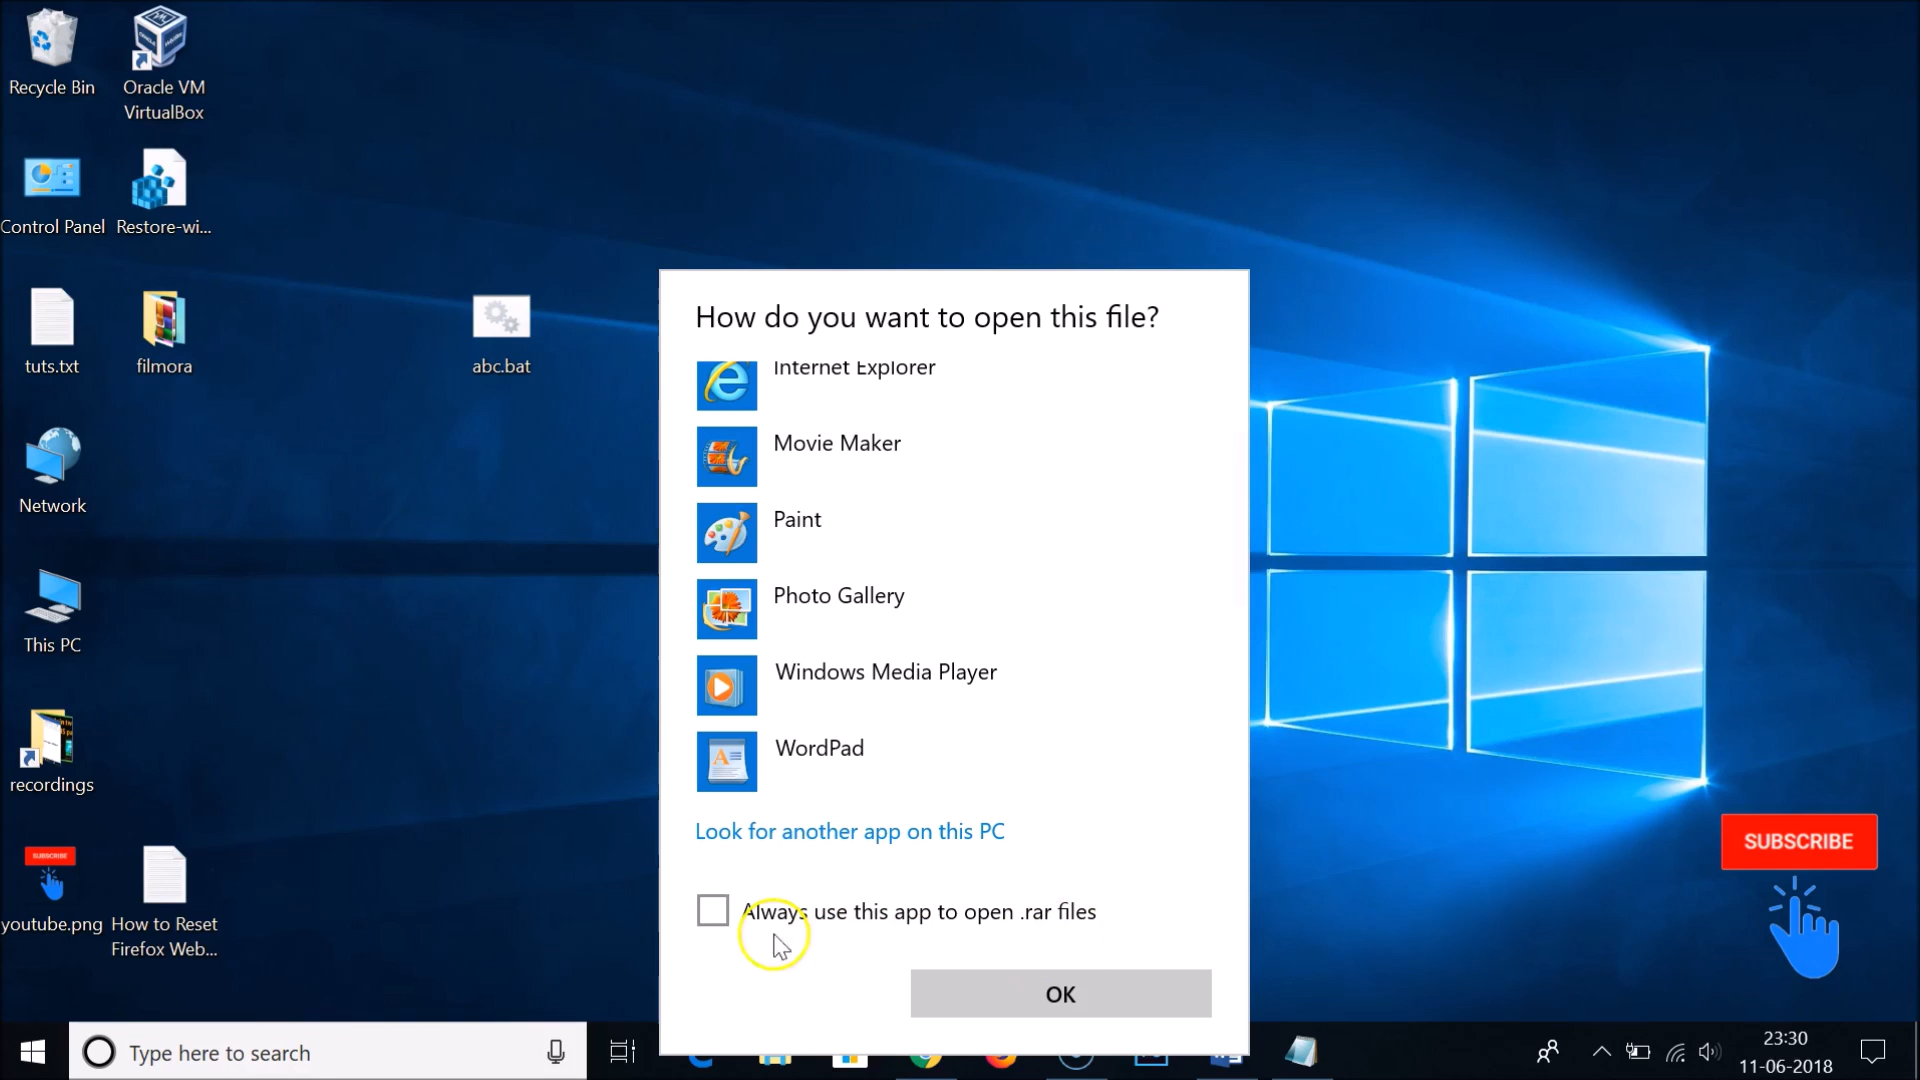 Recycle Bin
Oracle VM
VirtualBox
Control Panel
Restore-wi...
tuts.txt
filmora
abc.bat
Network
This PC
recordings
SUBSCRIBE
youtube.png
How to Reset
Firefox Web...
How do you want to open this file?
Internet Explorer
Movie Maker
Paint
Photo Gallery
Windows Media Player
WordPad
Look for another app on this PC
Always use this app to open .rar files
OK
SUBSCRIBE
Type here to search
23:30
11-06-2018